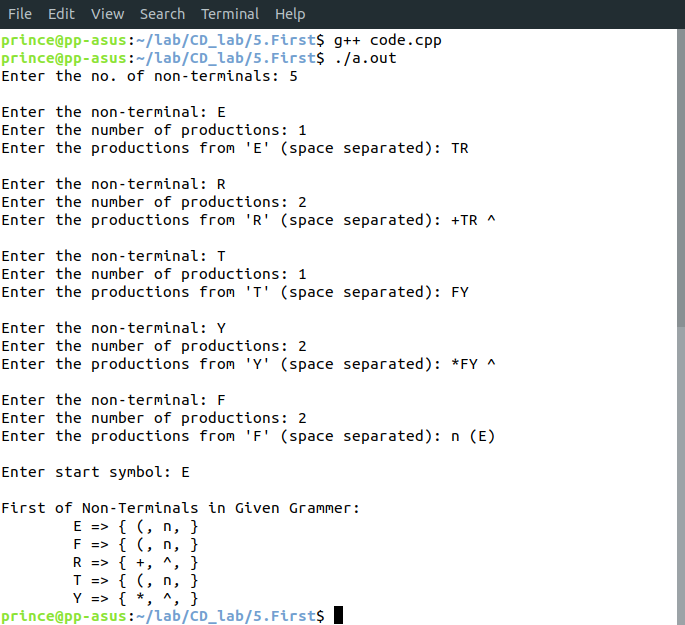 File Edit View Search Terminal Help
prince@pp-asus:~/lab/CD_lab/5.First$ g++ code.cpp
prince@pp-asus:~/lab/CD_lab/5.First$ ./a.out
Enter the no. of non-terminals: 5
Enter the non-terminal: E
Enter the number of productions: 1
Enter the productions from 'E' (space separated): TR
Enter the non-terminal: R
Enter the number of productions: 2
Enter the productions from 'R' (space separated): +TR ^
Enter the non-terminal: T
Enter the number of productions: 1
Enter the productions from 'T' (space separated): FY
Enter the non-terminal: Y
Enter the number of productions: 2
Enter the productions from 'Y' (space separated): *FY ^
Enter the non-terminal: F
Enter the number of productions: 2
Enter the productions from 'F' (space separated): n (E)
Enter start symbol: E
First of Non-Terminals in Given Grammer:
E => { (, n, }
F => { (, n, }
R => { +, ^, }
T => { (, n, }
Y => { *, ^, }
prince@pp-asus:~/lab/CD_lab/5.First$